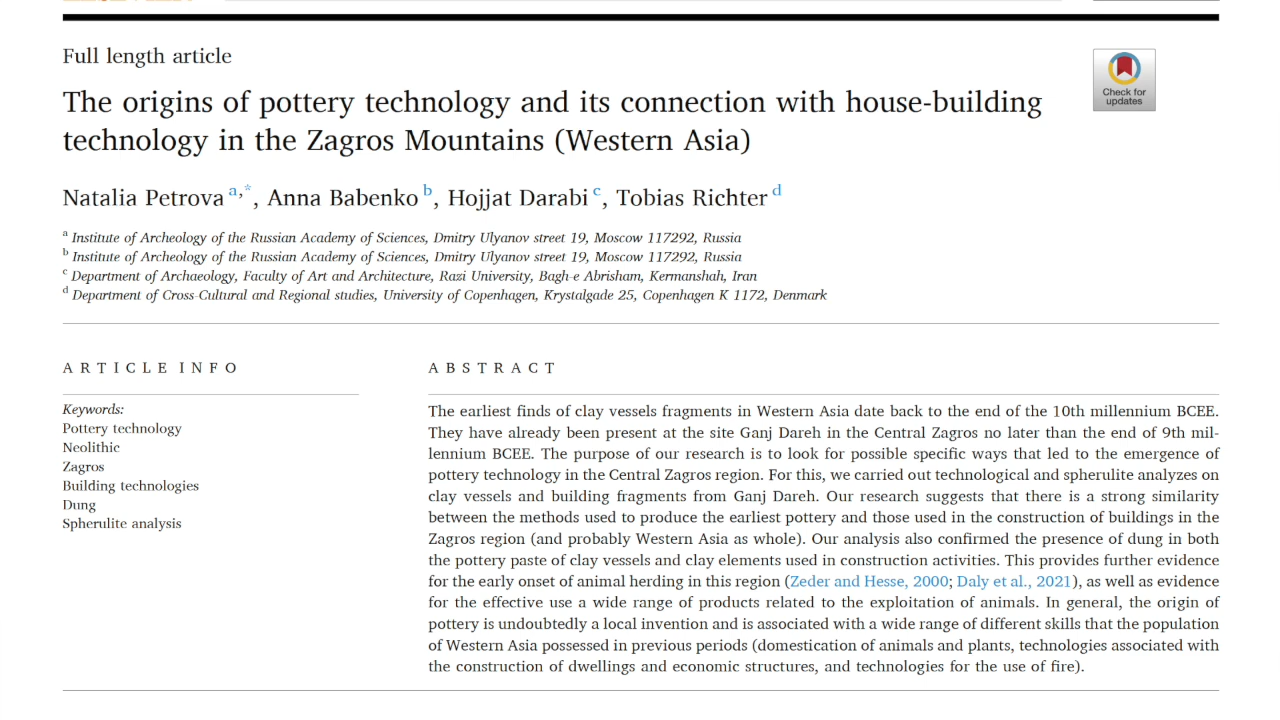 Full length article
The origins of pottery technology and its connection with house-building
technology in the Zagros Mountains (Western Asia)
Check for
updates
Natalia Petrova a,*, Anna Babenko b, Hojjat Darabi c, Tobias Richter d
a Institute of Archeology of the Russian Academy of Sciences, Dmitry Ulyanov street 19, Moscow 117292, Russia
b Institute of Archeology of the Russian Academy of Sciences, Dmitry Ulyanov street 19, Moscow 117292, Russia
c Department of Archaeology, Faculty of Art and Architecture, Razi University, Bagh-e Abrisham, Kermanshah, Iran
d Department of Cross-Cultural and Regional studies, University of Copenhagen, Krystalgade 25, Copenhagen K 1172, Denmark
ARTICLE INFO
Keywords:
Pottery technology
Neolithic
Zagros
Building technologies
Dung
Spherulite analysis
ABSTRACT
The earliest finds of clay vessels fragments in Western Asia date back to the end of the 10th millennium BCEE.
They have already been present at the site Ganj Dareh in the Central Zagros no later than the end of 9th mil-
lennium BCEE. The purpose of our research is to look for possible specific ways that led to the emergence of
pottery technology in the Central Zagros region. For this, we carried out technological and spherulite analyzes on
clay vessels and building fragments from Ganj Dareh. Our research suggests that there is a strong similarity
between the methods used to produce the earliest pottery and those used in the construction of buildings in the
Zagros region (and probably Western Asia as whole). Our analysis also confirmed the presence of dung in both
the pottery paste of clay vessels and clay elements used in construction activities. This provides further evidence
for the early onset of animal herding in this region (Zeder and Hesse, 2000; Daly et al., 2021), as well as evidence
for the effective use a wide range of products related to the exploitation of animals. In general, the origin of
pottery is undoubtedly a local invention and is associated with a wide range of different skills that the population
of Western Asia possessed in previous periods (domestication of animals and plants, technologies associated with
the construction of dwellings and economic structures, and technologies for the use of fire).